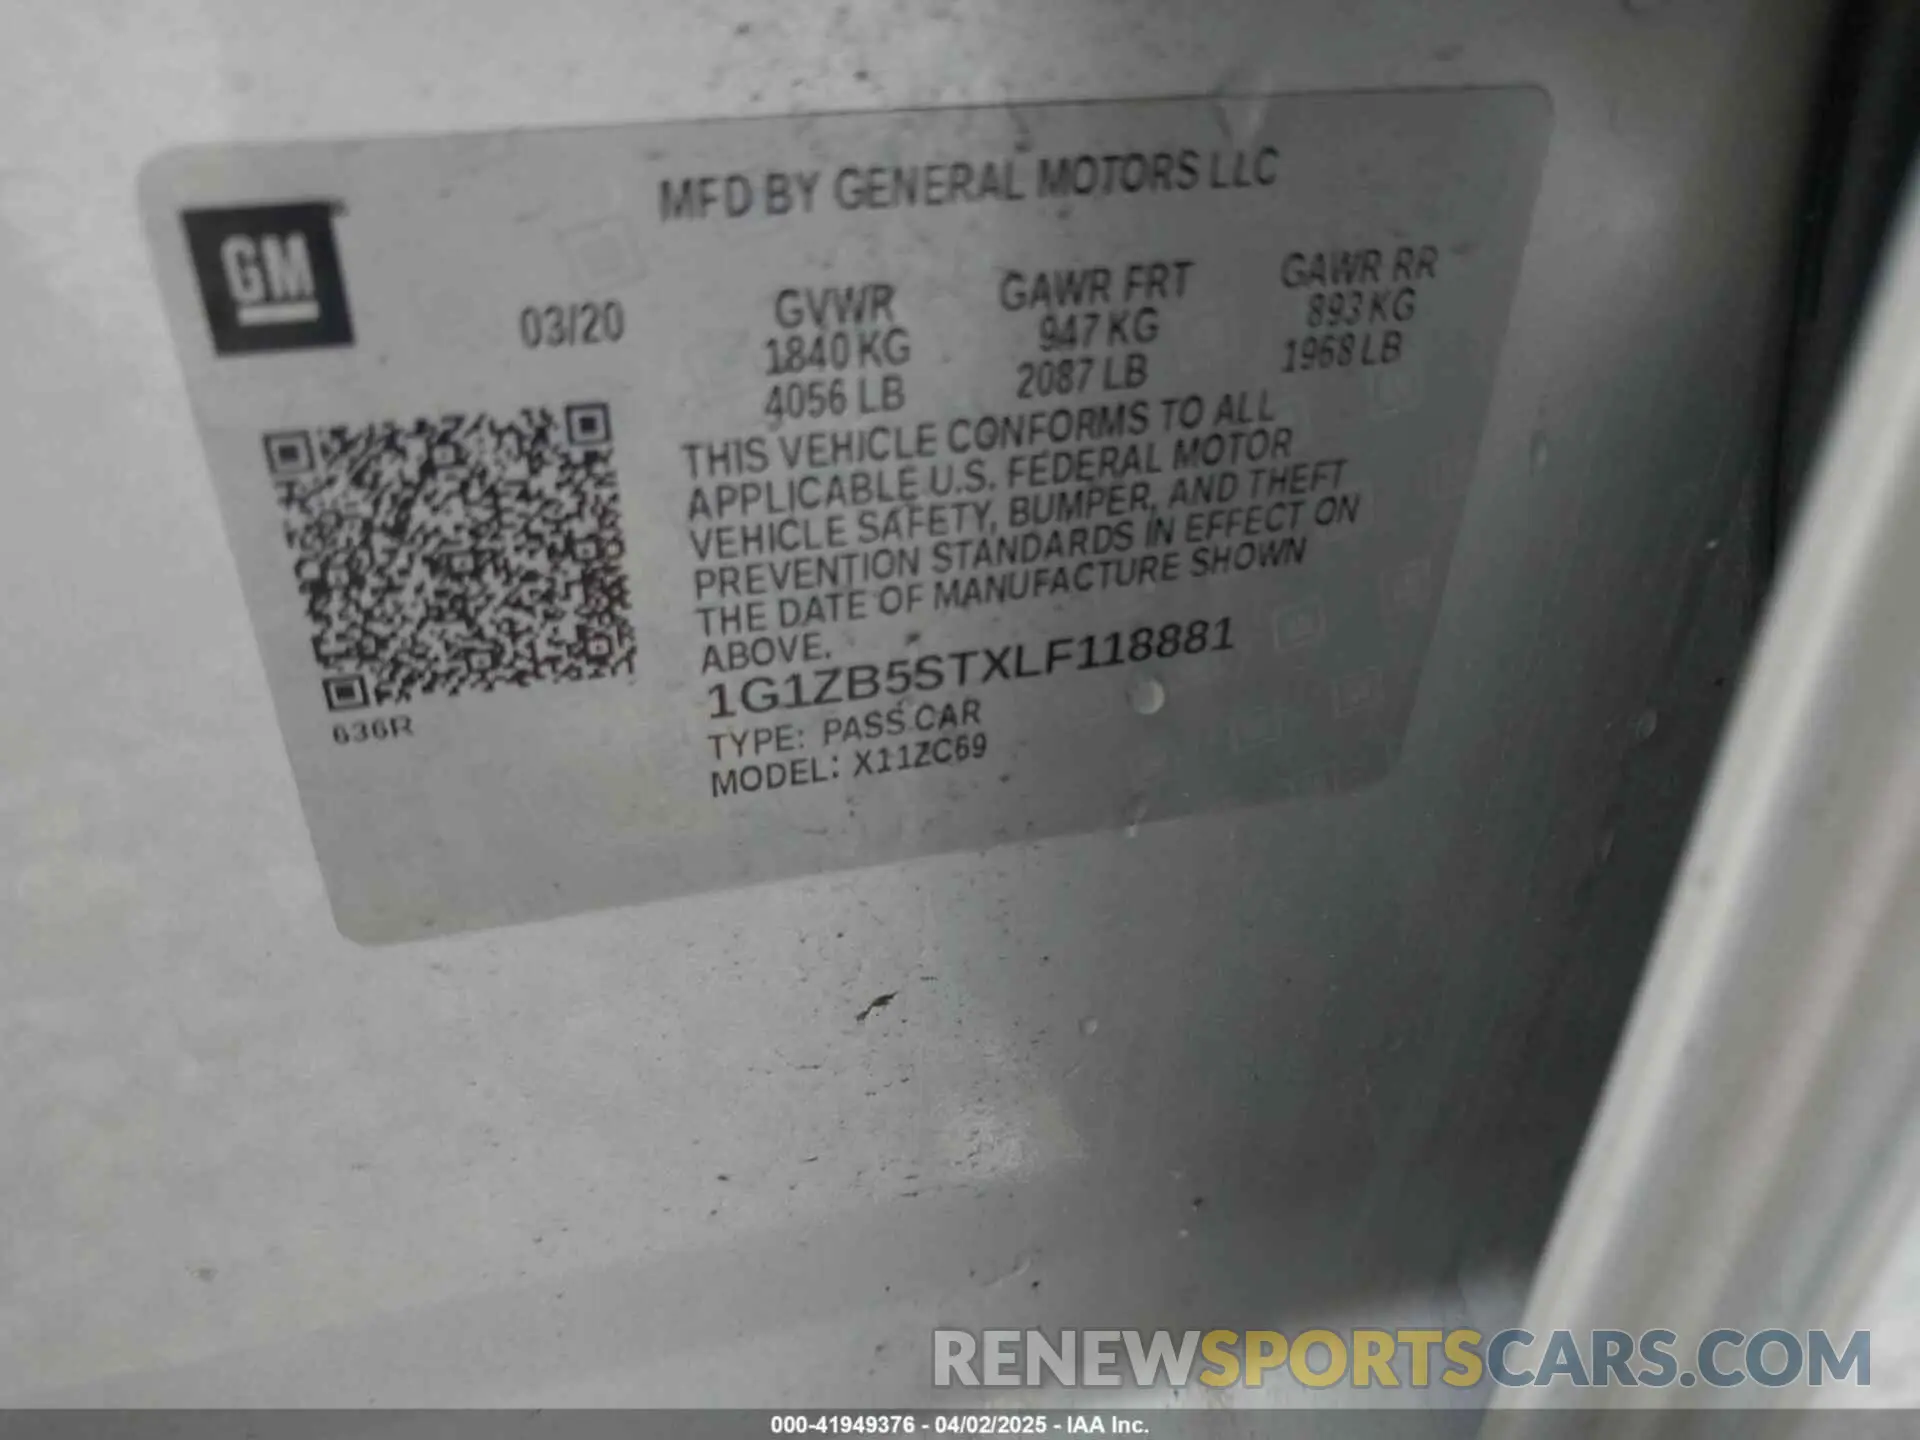 MFD BY GENERAL MOTORS LLC
GM
03/20
GVWR GAWR FRT GAWR RR
1840 KG 947 KG 893 KG
4056 LB 2087 LB 1968 LB
THIS VEHICLE CONFORMS TO ALL
APPLICABLE U.S. FEDERAL MOTOR
VEHICLE SAFETY, BUMPER, AND THEFT
PREVENTION STANDARDS IN EFFECT ON
THE DATE OF MANUFACTURE SHOWN
ABOVE.
1G1ZB5STXLF118881
TYPE: PASS CAR
MODEL: X11ZC69
636R
RENEWSPORTSCARS.COM
000-41949376 - 04/02/2025 - IAA Inc.